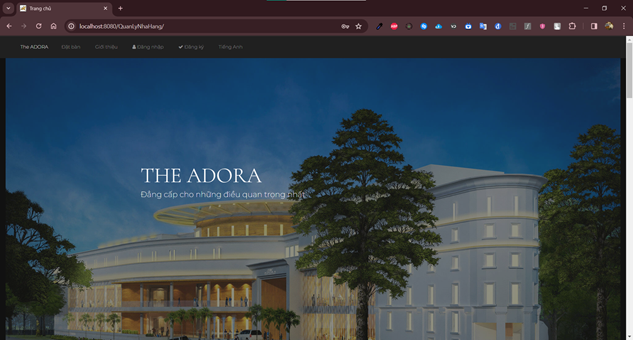 Trang chủ
localhost:8080/QuanLyNhaHang/
The ADORA Đặt bàn Giới thiệu Đăng nhập Đăng ký Tiếng Anh
THE ADORA
Đẳng cấp cho những điều quan trọng nhất